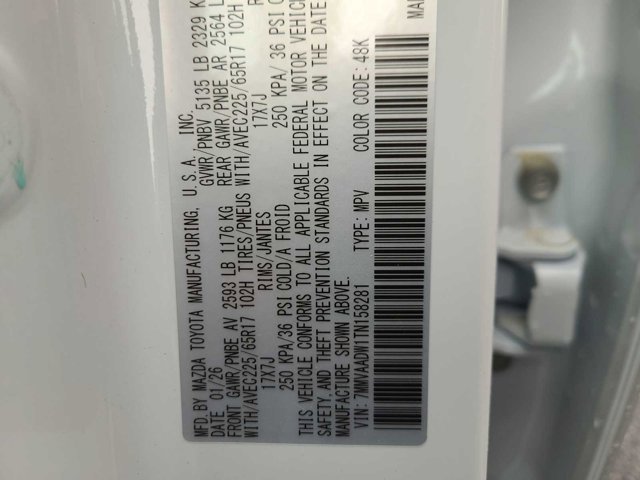 MFD. BY MAZDA TOYOTA MANUFACTURING, U.S.A. INC.
DATE: 01/26 GVWR/PNBV 5135 LB 2329 K
FRONT GAWR/PNBE AV 2593 LB 1176 KG REAR GAWR/PNBE AR 2564 L
WITH/AVEC225/65R17 102H TIRES/PNEUS WITH/AVEC225/65R17 102H
17X7J RIMS/JANTES 17X7J R
250 KPA/36 PSI COLD/A FROID 250 KPA/36 PSI C
THIS VEHICLE CONFORMS TO ALL APPLICABLE FEDERAL MOTOR VEHICLE
SAFETY, AND THEFT PREVENTION STANDARDS IN EFFECT ON THE DATE
MANUFACTURE SHOWN ABOVE. MA
VIN: 7MMVAADW1TN158281 TYPE: MPV COLOR CODE: 48K